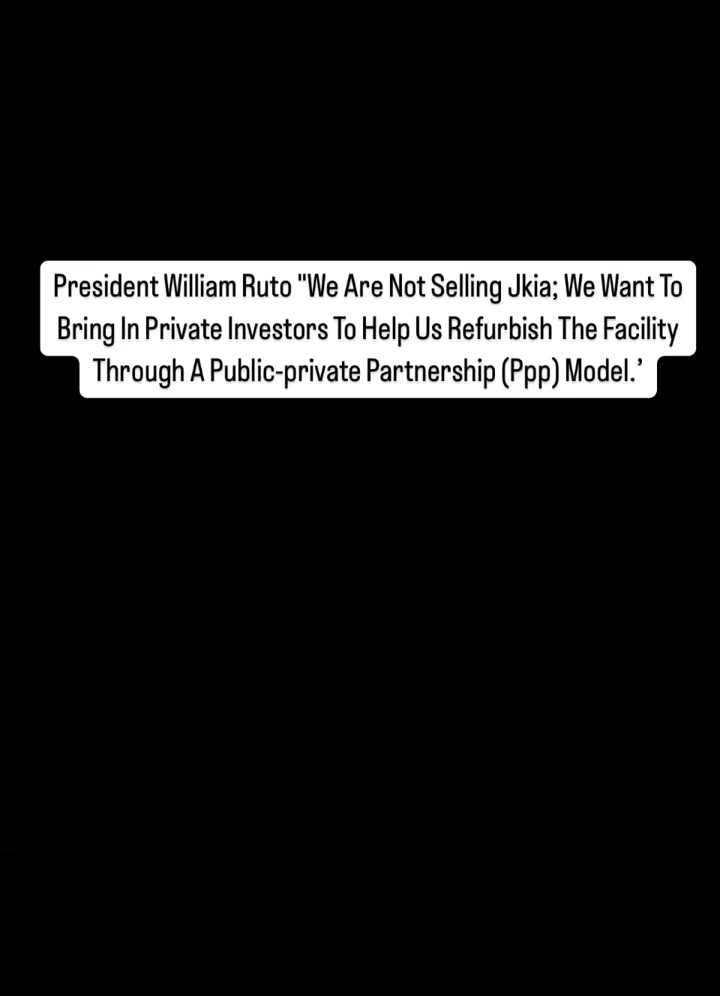 President William Ruto "We Are Not Selling Jkia; We Want To
Bring In Private Investors To Help Us Refurbish The Facility
Through A Public-private Partnership (Ppp) Model.’